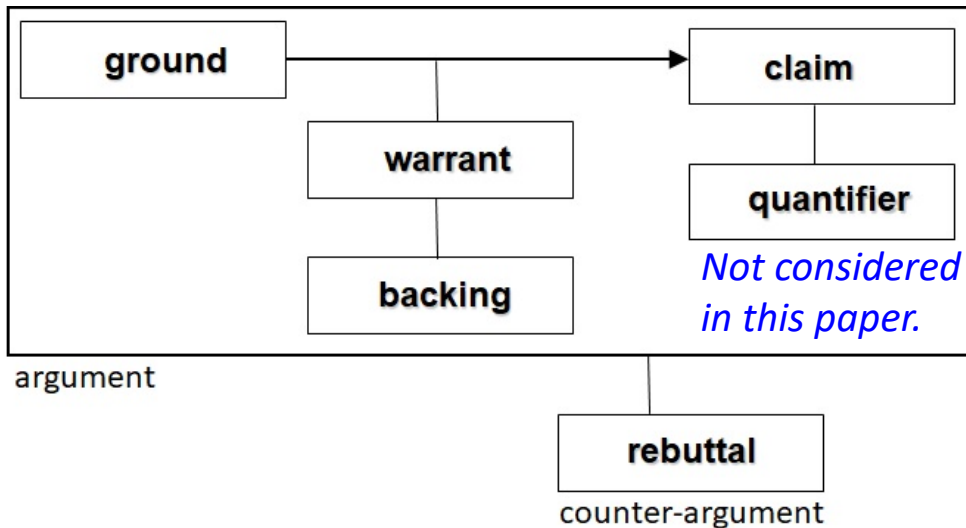 ground
claim
warrant
quantifier
backing
Not considered
in this paper.
argument
rebuttal
counter-argument